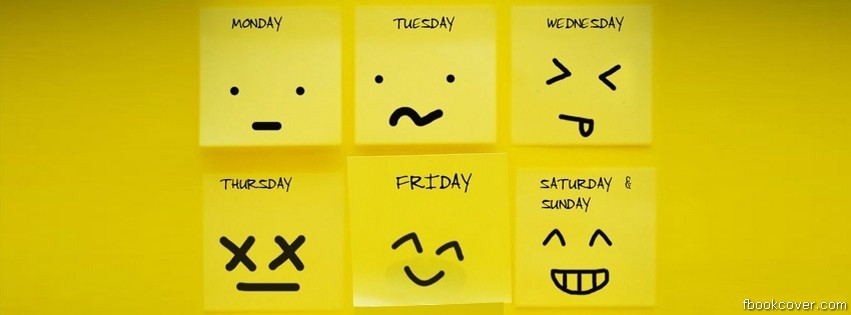 MONDAY
TUESDAY
WEDNESDAY
THURSDAY
FRIDAY
SATURDAY &
SUNDAY
fbookcover.com